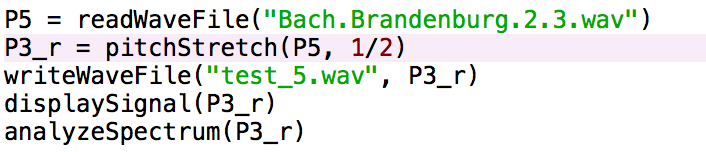 P5 = readWaveFile("Bach.Brandenburg.2.3.wav")
P3_r = pitchStretch(P5, 1/2)
writeWaveFile("test_5.wav", P3_r)
displaySignal(P3_r)
analyzeSpectrum(P3_r)